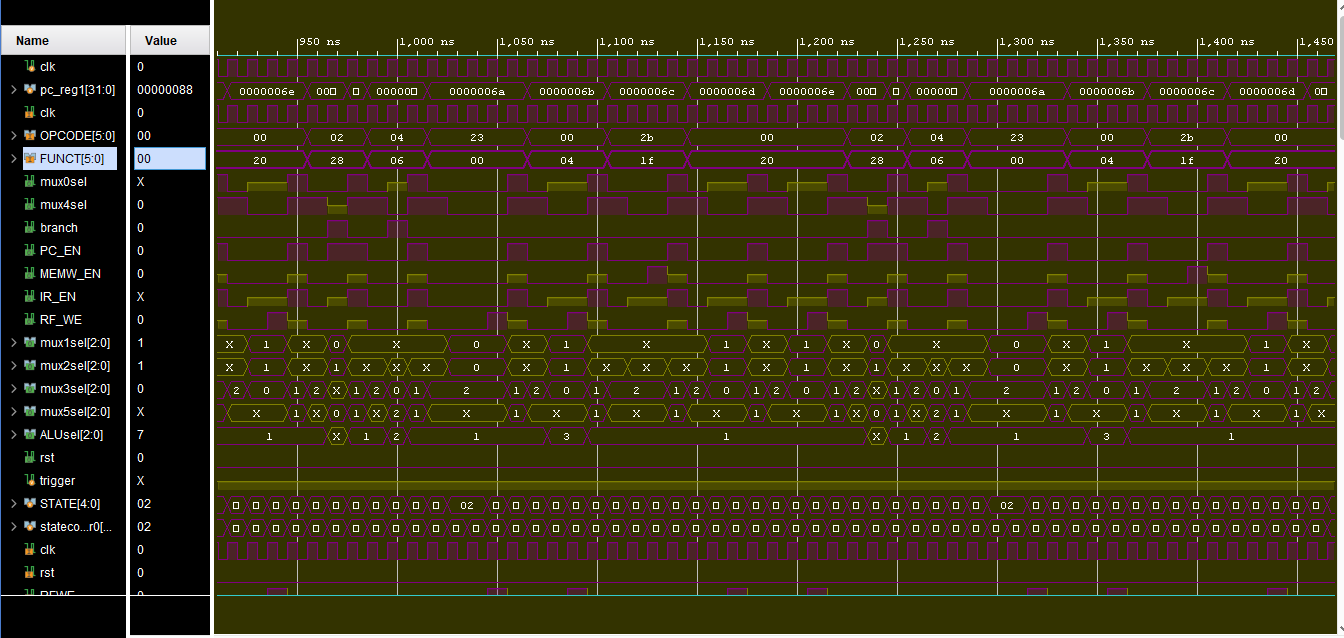 Name Value 950 ns 1,000 ns 1,050 ns 1,100 ns 1,150 ns 1,200 ns 1,250 ns 1,300 ns 1,350 ns 1,400 ns 1,450
clk 0
pc_reg1[31:0] 00000088 0000006e 00 00000 0000006a 0000006b 0000006c 0000006d 0000006e 00 00000 0000006a 0000006b 0000006c 0000006d 0
clk 0
OPCODE[5:0] 00 00 02 04 23 00 2b 00 02 04 23 00 2b 00
FUNCT[5:0] 00 20 28 06 00 04 1f 20 28 06 00 04 1f 20
mux0sel X
mux4sel 0
branch 0
PC_EN 0
MEMW_EN 0
IR_EN X
RF_WE 0
mux1sel[2:0] 1 X 1 X 0 X 0 X 1 X 1 X 1 X 0 X 0 X 1 X 1 X
mux2sel[2:0] 1 X 1 X 1 X X X 0 X 1 X X X 1 X 1 X 1 X X X 0 X 1 X X X 1 X
mux3sel[2:0] 0 2 0 1 2 X 1 2 0 1 2 1 2 0 1 2 1 2 0 1 2 0 1 2 X 1 2 0 1 2 1 2 0 1 2 1 2 0 1 2
mux5sel[2:0] X X 1 X 0 1 X 2 1 X 1 X 1 X 1 X 1 X 1 X 0 1 X 2 1 X 1 X 1 X 1 X 1 X
ALUsel[2:0] 7 1 X 1 2 1 3 1 X 1 2 1 3 1
rst 0
trigger X
STATE[4:0] 02 02 02
stateco...r0[... 02
clk 0
rst 0